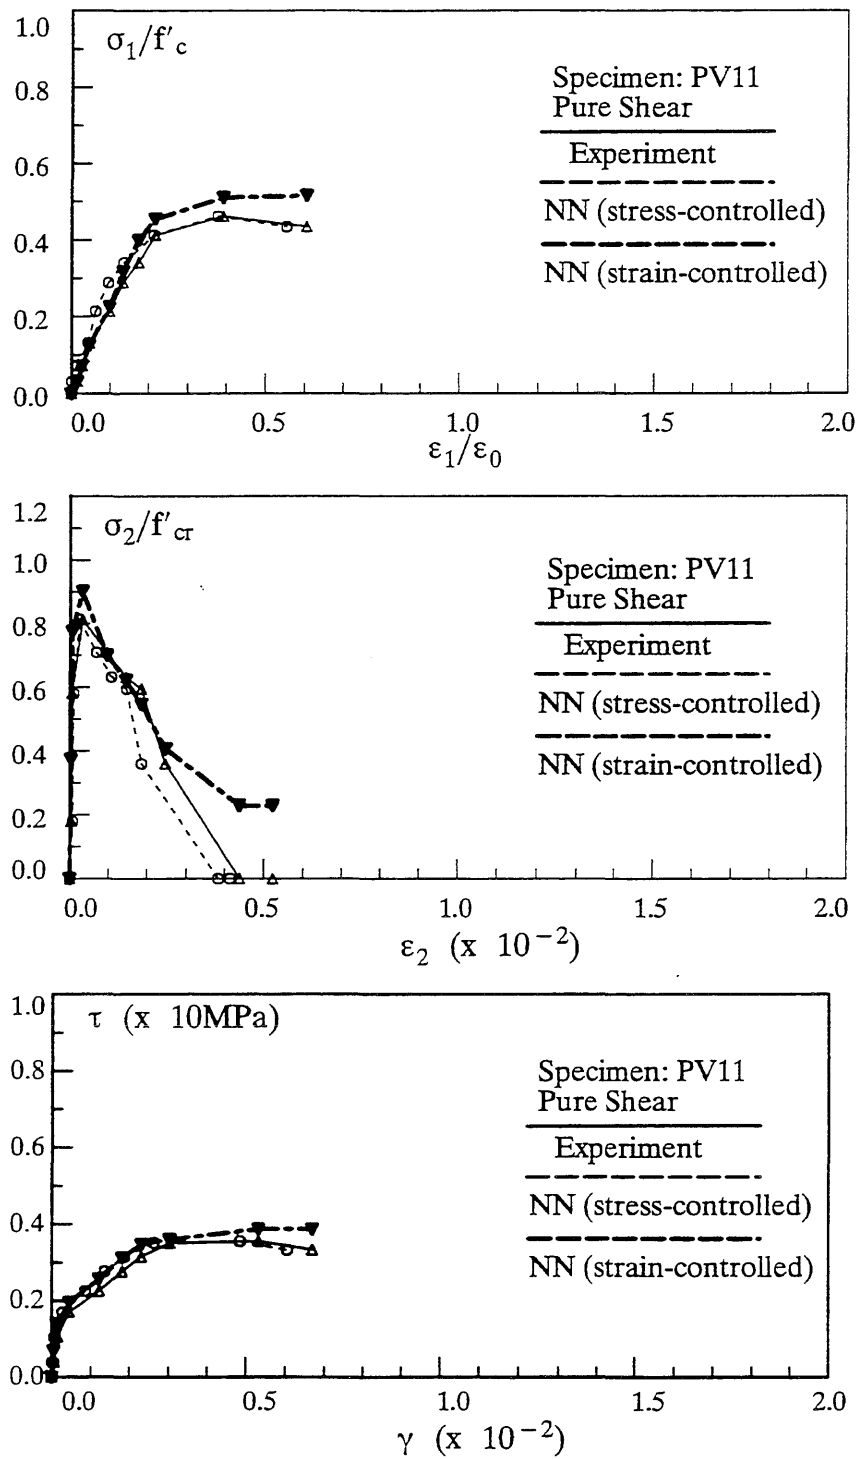 1.0
σ1/f'c
0.8
0.6
0.4
0.2
0.0
Specimen: PV11
Pure Shear
Experiment
NN (stress-controlled)
NN (strain-controlled)
0.0 0.5 1.0 1.5 2.0
ε1/ε0
1.2
σ2/f'cr
1.0
0.8
0.6
0.4
0.2
0.0
Specimen: PV11
Pure Shear
Experiment
NN (stress-controlled)
NN (strain-controlled)
0.0 0.5 1.0 1.5 2.0
ε2 (x 10−2)
1.0
τ (x 10MPa)
0.8
0.6
0.4
0.2
0.0
Specimen: PV11
Pure Shear
Experiment
NN (stress-controlled)
NN (strain-controlled)
0.0 0.5 1.0 1.5 2.0
γ (x 10−2)